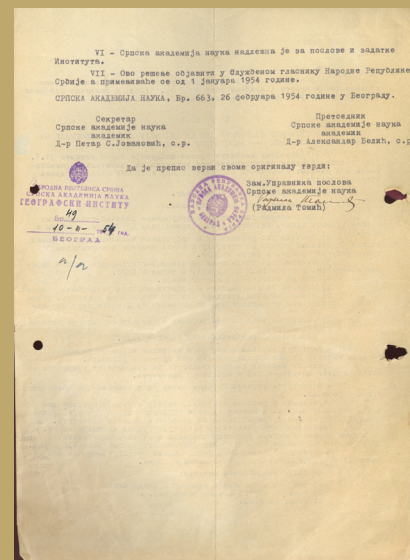 VI - Српска академија наука надлежна је за послове и задатке
Института.
VII - Ово решење објавити у Службеном гласнику Народне Републике
Србије а примењиваће се од 1 јануара 1954 године.
СРПСКА АКАДЕМИЈА НАУКА, Бр. 663, 26 фебруара 1954 године у Београду.
Секретар
Српске академије наука
академик
Д-р Петар С.Јовановић, с.р.
Претседник
Српске академије наука
академик
Д-р Александар Белић, с.р
Да је препис веран своме оригиналу тврди:
Зам.Управника послова
Српске академије наука
(Радмила Томић)
НАРОДНА РЕПУБЛИКА СРБИЈА
СРПСКА АКАДЕМИЈА НАУКА
ГЕОГРАФСКИ ИНСТИТУ
Бр. 49
10-III- 1954 год.
БЕОГРАД